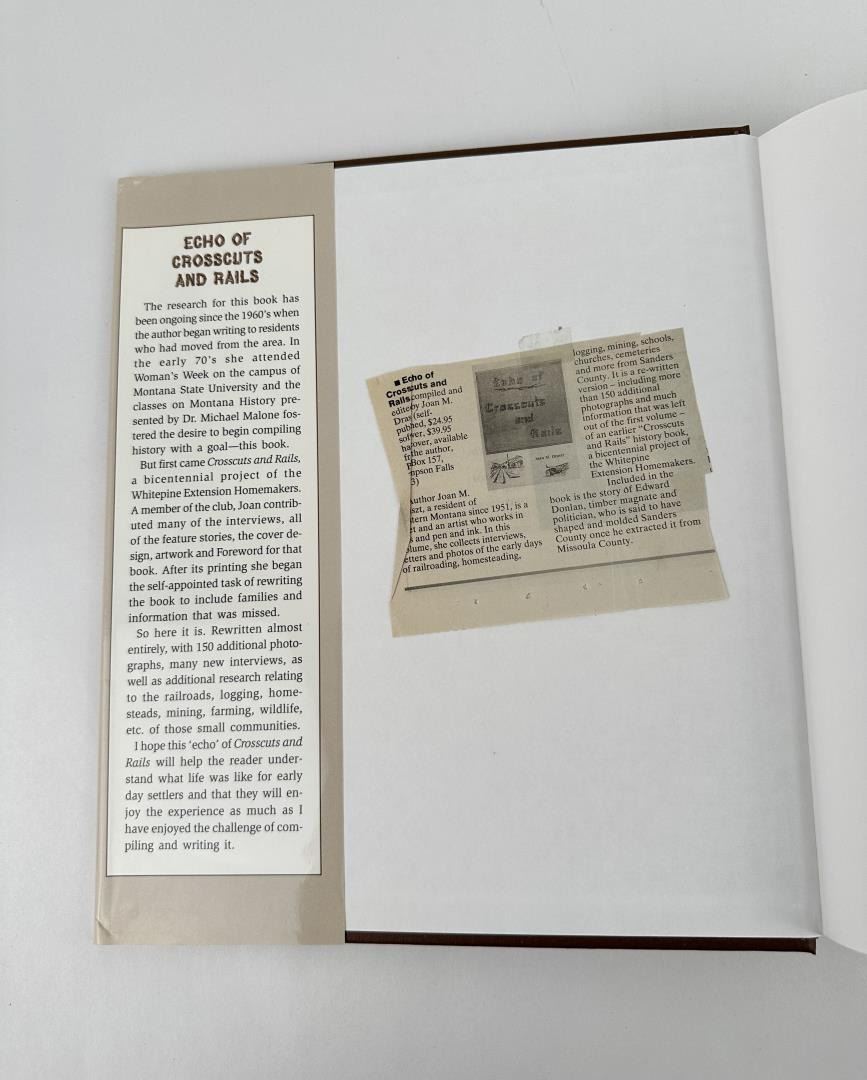 ECHO OF
CROSSCUTS
AND RAILS
The research for this book has
been ongoing since the 1960's when
the author began writing to residents
who had moved from the area. In
the early 70's she attended
Woman's Week on the campus of
Montana State University and the
classes on Montana History pre-
sented by Dr. Michael Malone fos-
tered the desire to begin compiling
history with a goal—this book.
But first came Crosscuts and Rails,
a bicentennial project of the
Whitepine Extension Homemakers.
A member of the club, Joan contrib-
uted many of the interviews, all
of the feature stories, the cover de-
sign, artwork and Foreword for that
book. After its printing she began
the self-appointed task of rewriting
the book to include families and
information that was missed.
So here it is. Rewritten almost
entirely, with 150 additional photo-
graphs, many new interviews, as
well as additional research relating
to the railroads, logging, home-
steads, mining, farming, wildlife,
etc. of those small communities.
I hope this 'echo' of Crosscuts and
Rails will help the reader under-
stand what life was like for early
day settlers and that they will en-
joy the experience as much as I
have enjoyed the challenge of com-
piling and writing it.
■ Echo of
Crosscuts and
Rails compiled and
edited by Joan M.
(self-
$24.95
$39.95
available
author,
Box 157,
Falls
Author Joan M.
a resident of
Montana since 1951, is a
and an artist who works in
and pen and ink. In this
she collects interviews,
and photos of the early days
of railroading, homesteading,
Echo of
Crosscuts
and
Rails
logging, mining, schools,
churches, cemeteries
and more from Sanders
County. It is a re-written
version – including more
than 150 additional
photographs and much
information that was left
out of the first volume –
of an earlier "Crosscuts
and Rails" history book,
a bicentennial project of
the Whitepine
Extension Homemakers.
Included in the
book is the story of Edward
Donlan, timber magnate and
politician, who is said to have
shaped and molded Sanders
County once he extracted it from
Missoula County.